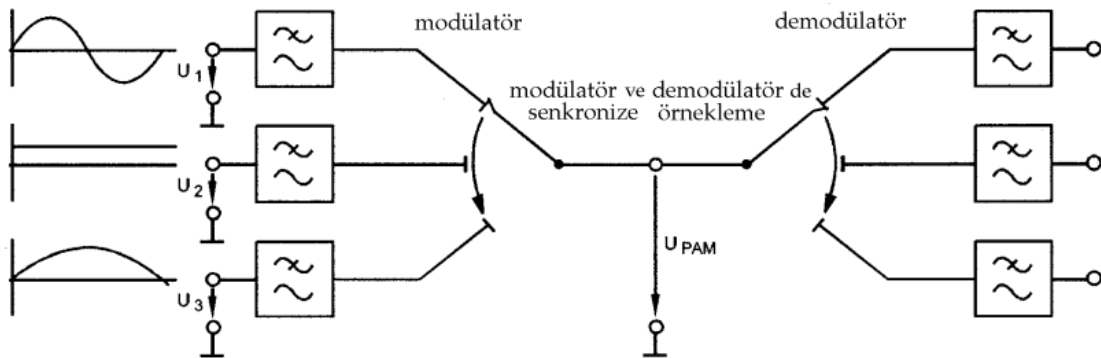 modülatör
demodülatör
U1
modülatör ve demodülatör de
senkronize örnekleme
U2
UPAM
U3